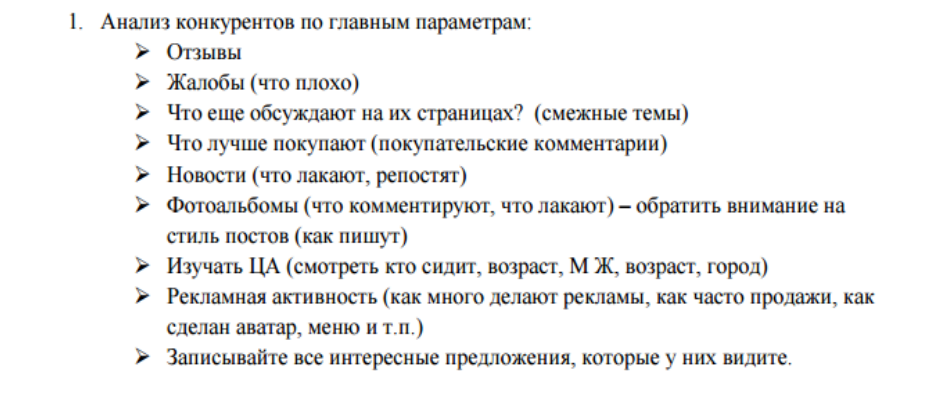 1. Анализ конкурентов по главным параметрам:
➢ Отзывы
➢ Жалобы (что плохо)
➢ Что еще обсуждают на их страницах? (смежные темы)
➢ Что лучше покупают (покупательские комментарии)
➢ Новости (что лакают, репостят)
➢ Фотоальбомы (что комментируют, что лакают) – обратить внимание на
стиль постов (как пишут)
➢ Изучать ЦА (смотреть кто сидит, возраст, М Ж, возраст, город)
➢ Рекламная активность (как много делают рекламы, как часто продажи, как
сделан аватар, меню и т.п.)
➢ Записывайте все интересные предложения, которые у них видите.